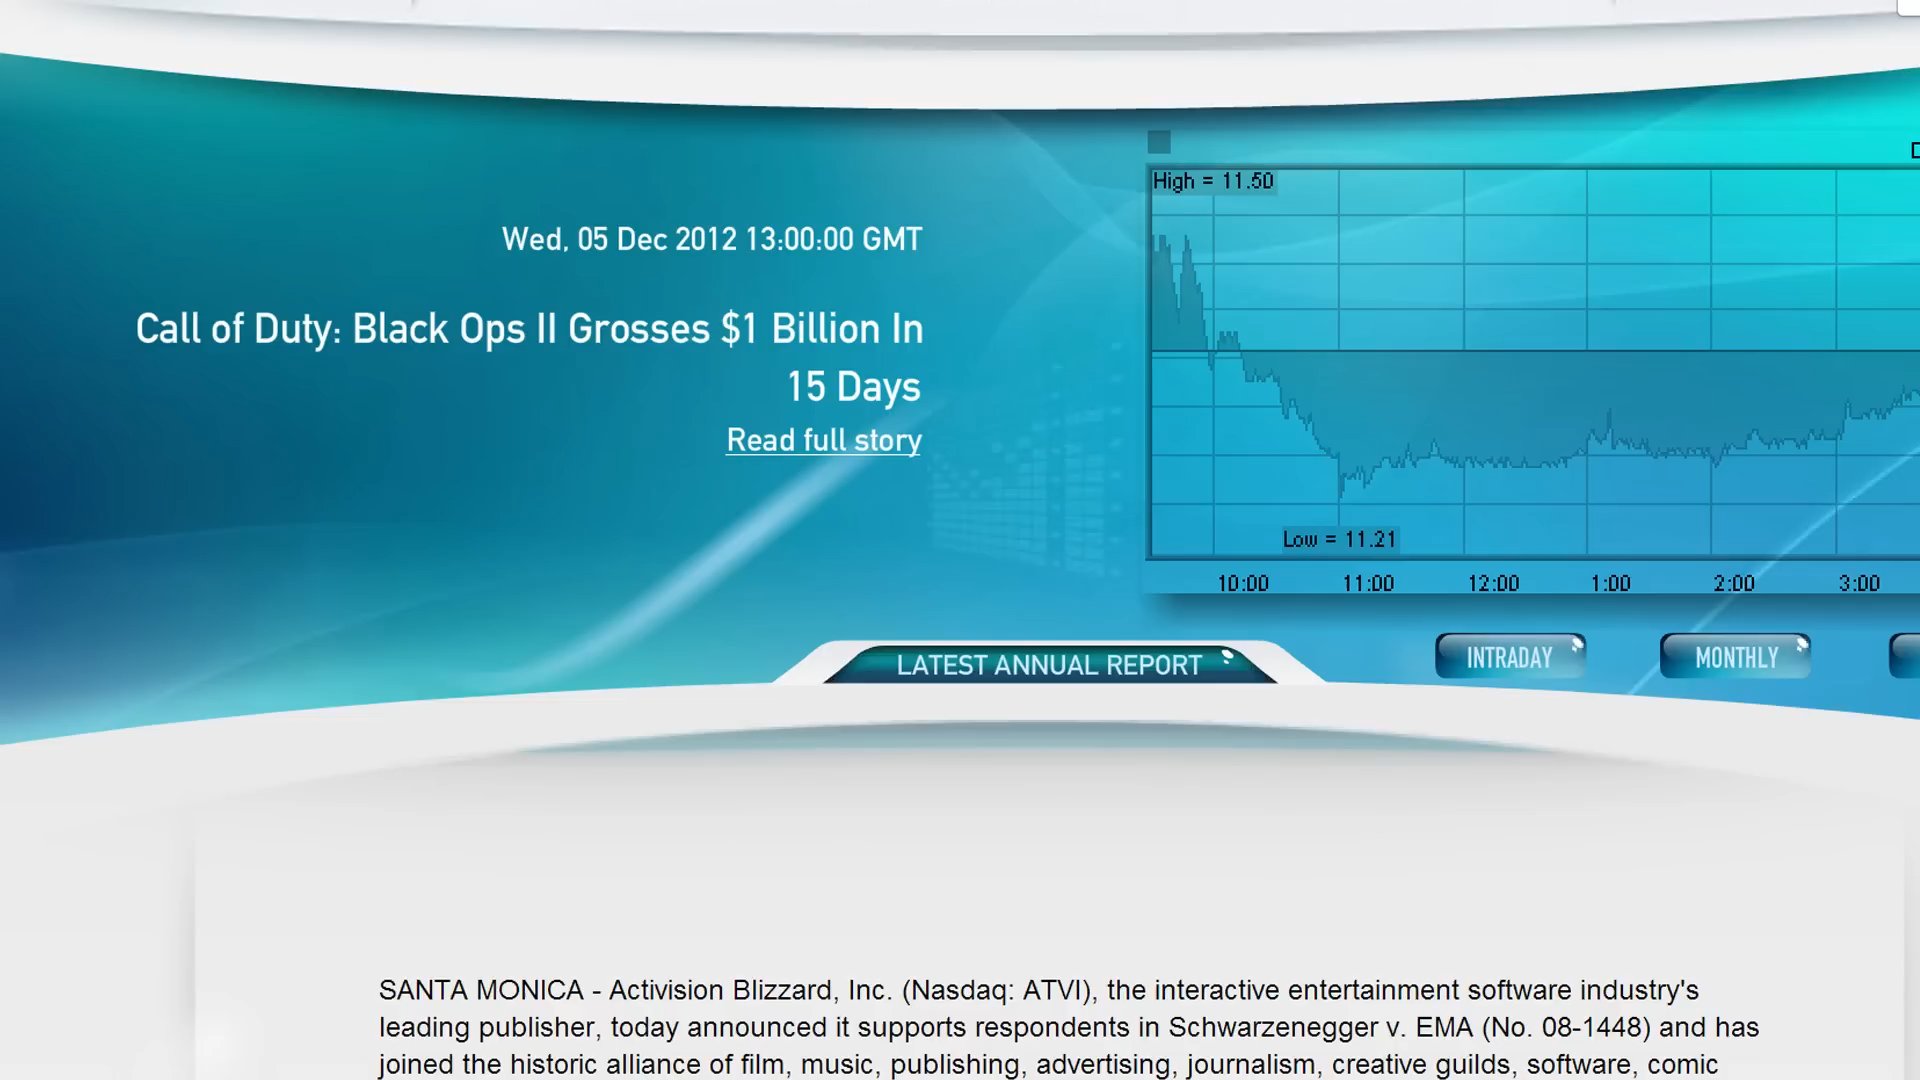 High = 11.50
Wed, 05 Dec 2012 13:00:00 GMT
Call of Duty: Black Ops II Grosses $1 Billion In
15 Days
Read full story
Low = 11.21
10:00 11:00 12:00 1:00 2:00 3:00
LATEST ANNUAL REPORT
INTRADAY
MONTHLY
SANTA MONICA - Activision Blizzard, Inc. (Nasdaq: ATVI), the interactive entertainment software industry's
leading publisher, today announced it supports respondents in Schwarzenegger v. EMA (No. 08-1448) and has
joined the historic alliance of film, music, publishing, advertising, journalism, creative guilds, software, comic